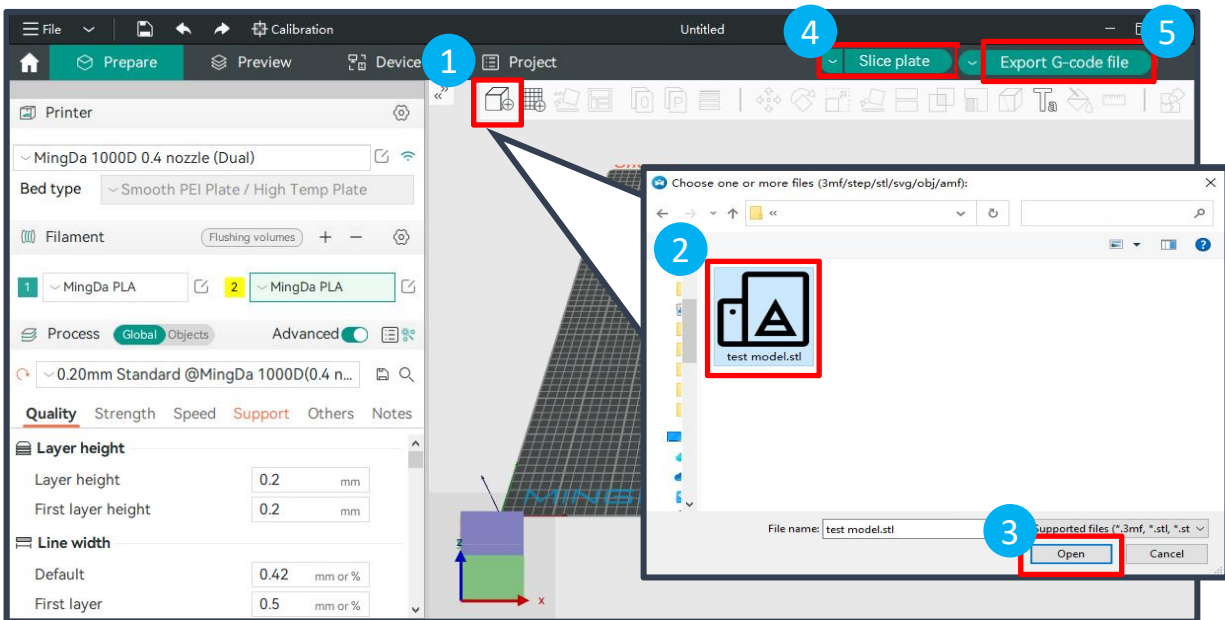 File
Calibration
Untitled
4
5
Prepare
Preview
Device
1
Project
Slice plate
Export G-code file
Printer
MingDa 1000D 0.4 nozzle (Dual)
Bed type
Smooth PEI Plate / High Temp Plate
Filament
Flushing volumes
1
MingDa PLA
2
MingDa PLA
Process
Global
Objects
Advanced
0.20mm Standard @MingDa 1000D(0.4 n...
Quality
Strength
Speed
Support
Others
Notes
Layer height
Layer height
0.2
mm
First layer height
0.2
mm
Line width
Default
0.42
mm or %
First layer
0.5
mm or %
z
x
Choose one or more files (3mf/step/stl/svg/obj/amf):
2
test model.stl
File name:
test model.stl
3
Supported files (*.3mf, *.stl, *.st
Open
Cancel